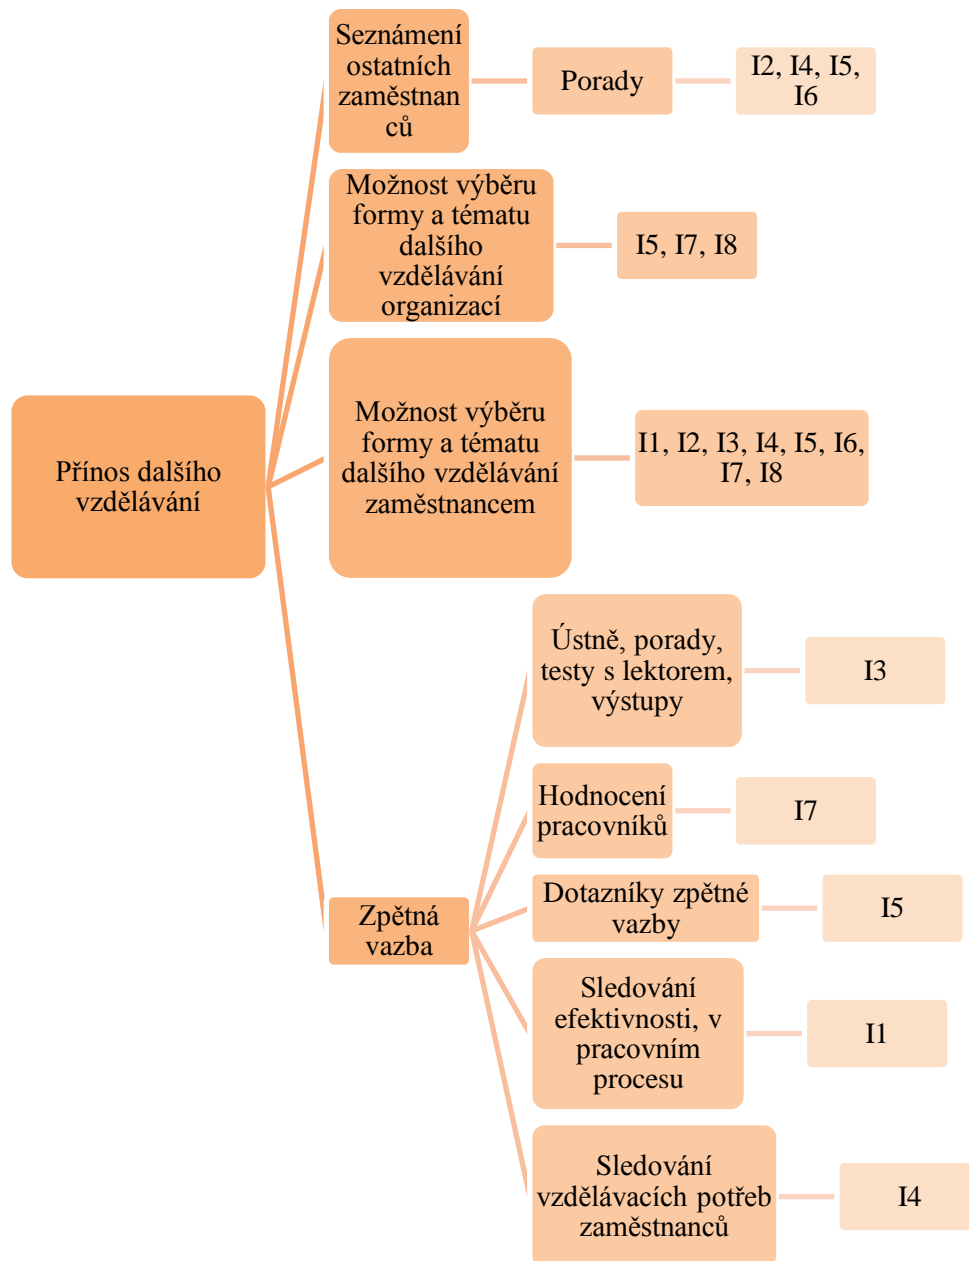 Přínos dalšího
vzdělávání
Seznámení
ostatních
zaměstnan
ců
Porady
I2, I4, I5,
I6
Možnost výběru
formy a tématu
dalšího
vzdělávání
organizací
I5, I7, I8
Možnost výběru
formy a tématu
dalšího vzdělávání
zaměstnancem
I1, I2, I3, I4, I5, I6,
I7, I8
Zpětná
vazba
Ústně, porady,
testy s lektorem,
výstupy
I3
Hodnocení
pracovníků
I7
Dotazníky zpětné
vazby
I5
Sledování
efektivnosti, v
pracovním
procesu
I1
Sledování
vzdělávacích potřeb
zaměstnanců
I4